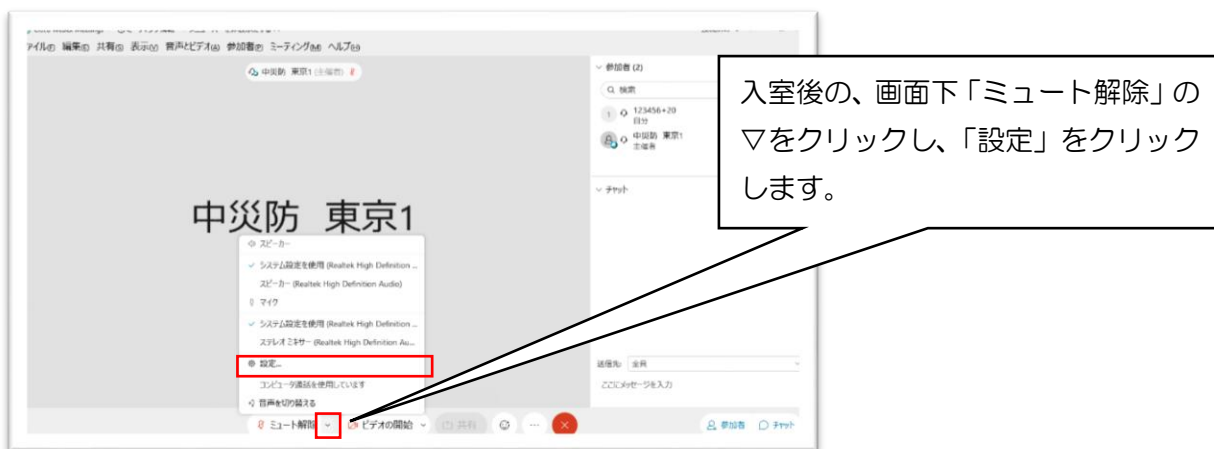 ァイル(F) 編集(E) 共有(S) 表示(V) 音声とビデオ(A) 参加者(P) ミーティング(M) ヘルプ(H)
中災防 東京1 (主催者)
参加者 (2)
検索
1 123456+20
自分
中災防 東京1
主催者
チャット
中災防 東京1
スピーカー
システム設定を使用 (Realtek High Definition ...
スピーカー (Realtek High Definition Audio)
マイク
システム設定を使用 (Realtek High Definition ...
ステレオ ミキサー (Realtek High Definition Au...
設定...
コンピュータ通話を使用しています
音声を切り替える
送信先: 全員
ここにメッセージを入力
ミュート解除
ビデオの開始
共有
参加者
チャット
入室後の、画面下「ミュート解除」の
▽をクリックし、「設定」をクリック
します。